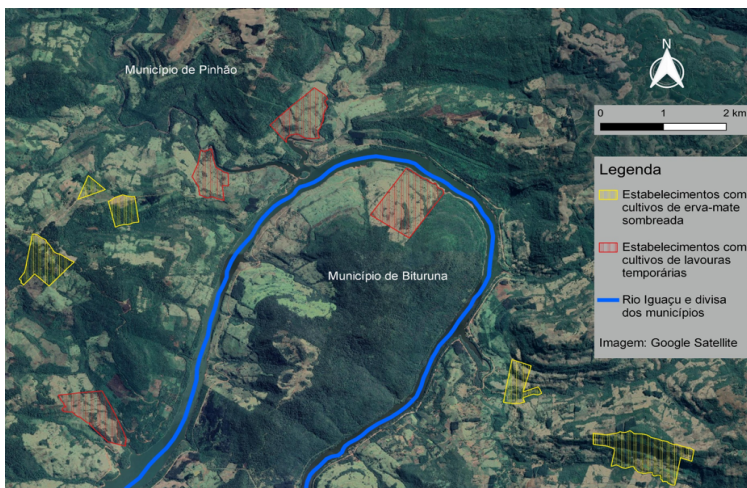 Município de Pinhão
N
0 1 2 km
Legenda
Estabelecimentos com
cultivos de erva-mate
sombreada
Estabelecimentos com
cultivos de lavouras
temporárias
Município de Bituruna
Rio Iguaçu e divisa
dos municípios
Imagem: Google Satellite